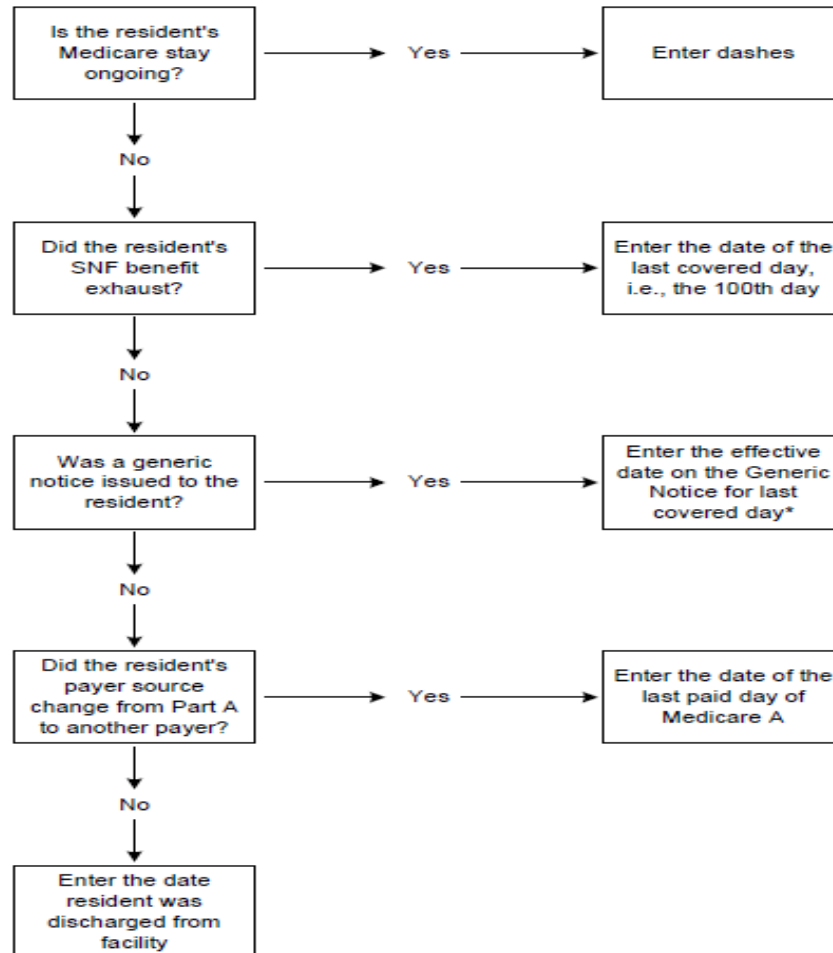 Is the resident's
Medicare stay
ongoing?
Yes
Enter dashes
No
Did the resident's
SNF benefit
exhaust?
Yes
Enter the date of the
last covered day,
i.e., the 100th day
No
Was a generic
notice issued to the
resident?
Yes
Enter the effective
date on the Generic
Notice for last
covered day*
No
Did the resident's
payer source
change from Part A
to another payer?
Yes
Enter the date of the
last paid day of
Medicare A
No
Enter the date
resident was
discharged from
facility